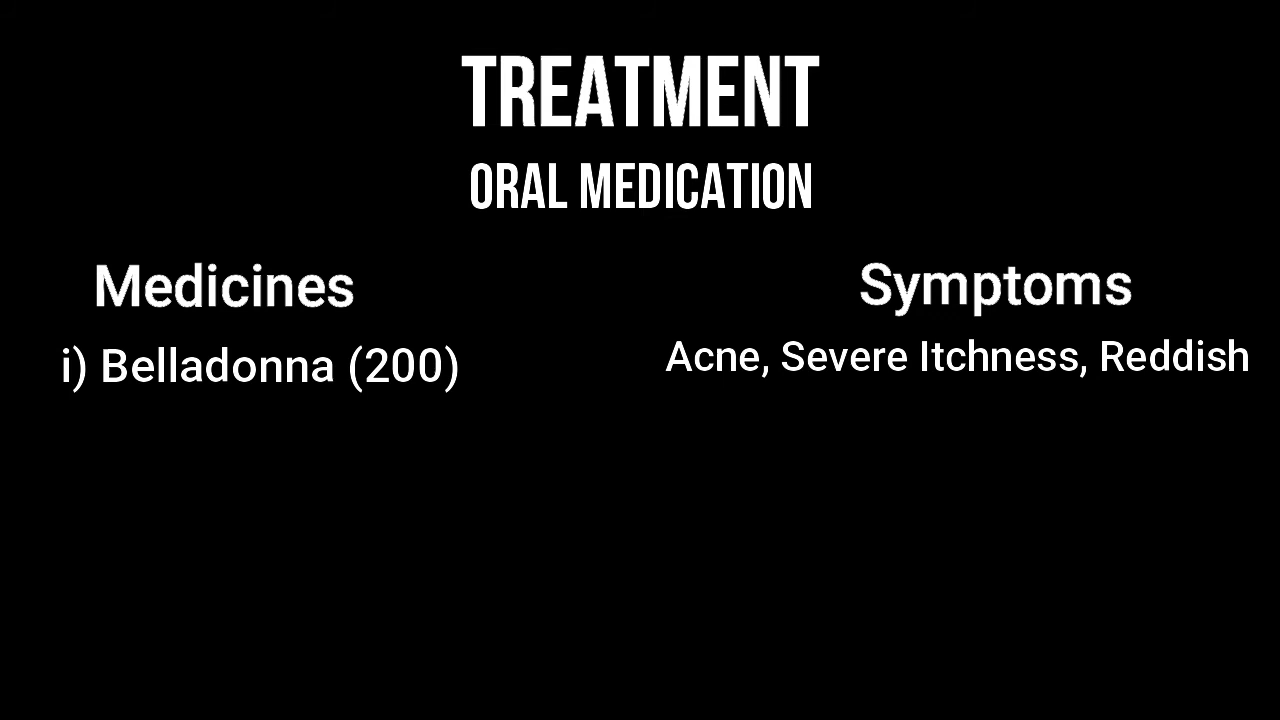 TREATMENT
ORAL MEDICATION
Medicines
Symptoms
i) Belladonna (200)
Acne, Severe Itchness, Reddish